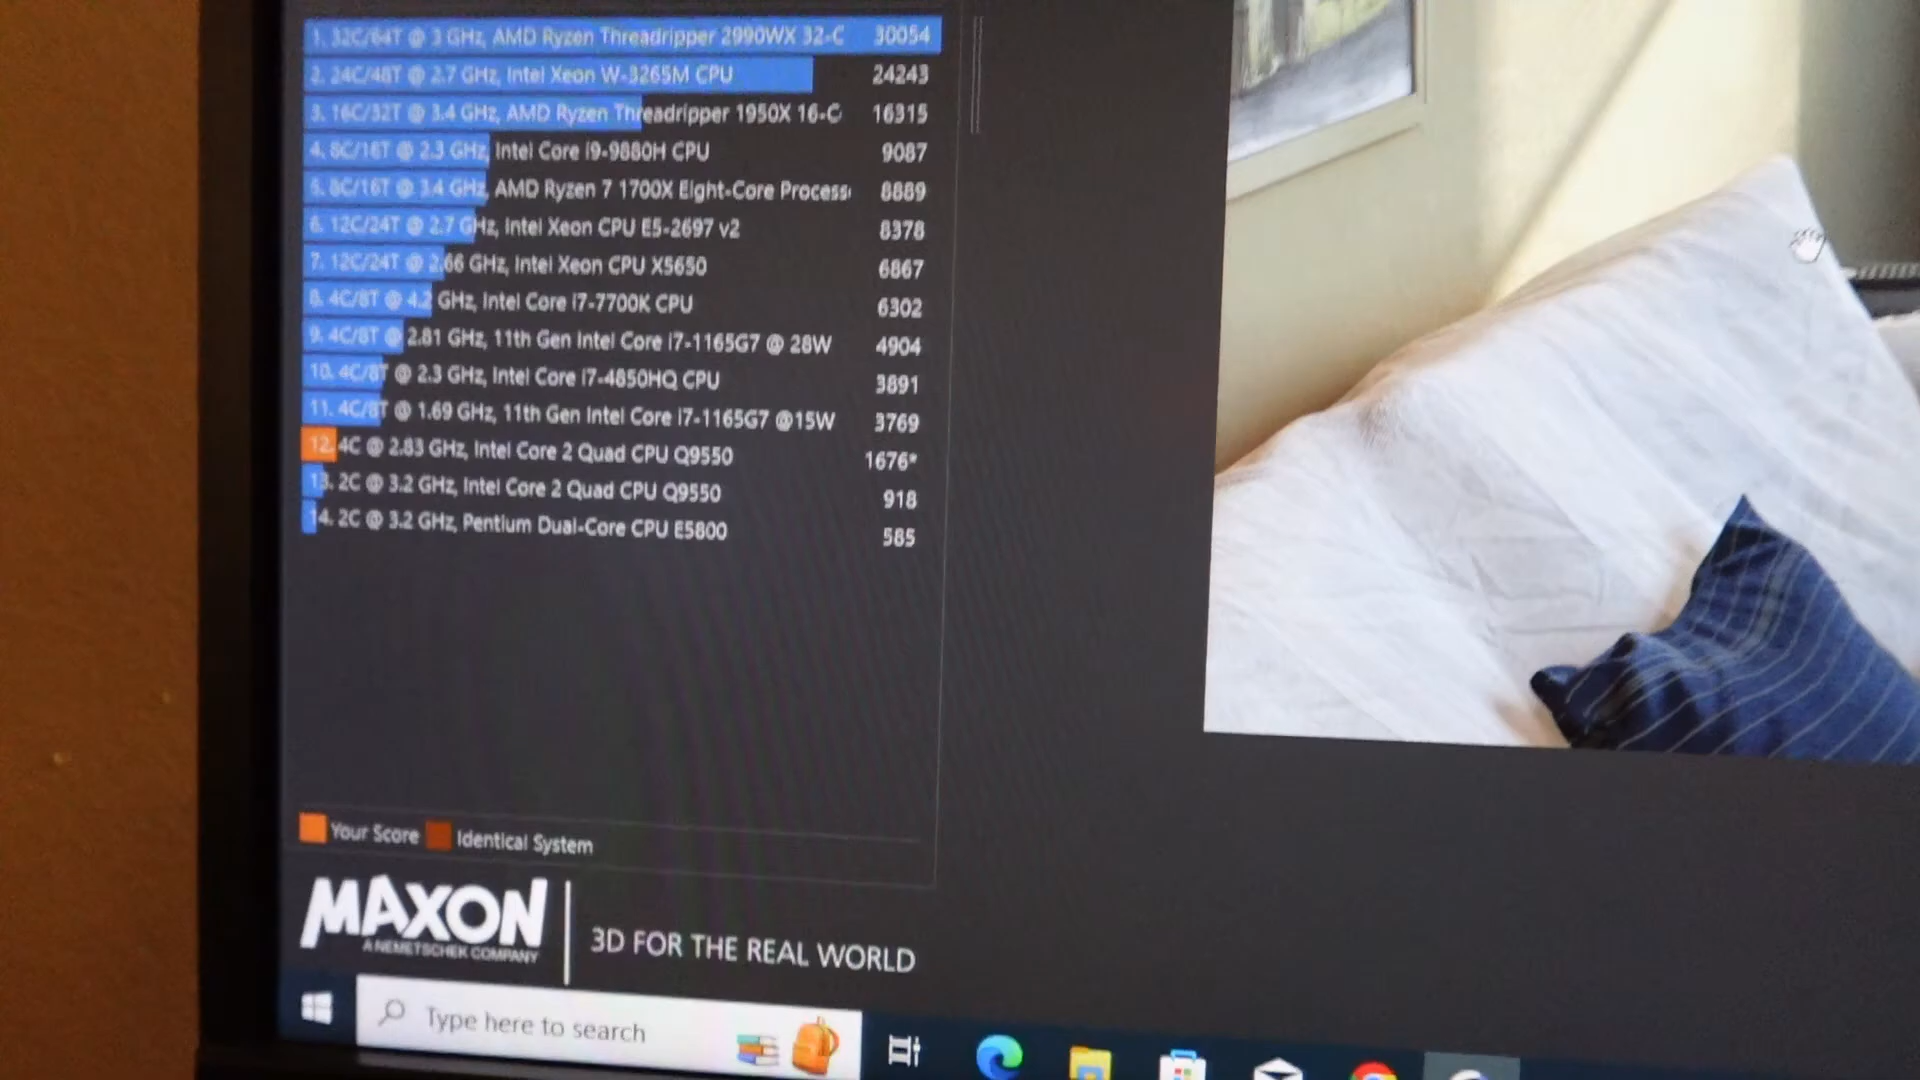 1. 32C/64T @ 3 GHz, AMD Ryzen Threadripper 2990WX 32-C 30054
2. 24C/48T @ 2.7 GHz, Intel Xeon W-3265M CPU 24243
3. 16C/32T @ 3.4 GHz, AMD Ryzen Threadripper 1950X 16-C 16315
4. 8C/16T @ 2.3 GHz, Intel Core i9-9880H CPU 9087
5. 8C/16T @ 3.4 GHz, AMD Ryzen 7 1700X Eight-Core Process 8889
6. 12C/24T @ 2.7 GHz, Intel Xeon CPU E5-2697 v2 8378
7. 12C/24T @ 2.66 GHz, Intel Xeon CPU X5650 6867
8. 4C/8T @ 4.2 GHz, Intel Core i7-7700K CPU 6302
9. 4C/8T @ 2.81 GHz, 11th Gen Intel Core i7-1165G7 @ 28W 4904
10. 4C/8T @ 2.3 GHz, Intel Core i7-4850HQ CPU 3891
11. 4C/8T @ 1.69 GHz, 11th Gen Intel Core i7-1165G7 @15W 3769
12. 4C @ 2.83 GHz, Intel Core 2 Quad CPU Q9550 1676*
13. 2C @ 3.2 GHz, Intel Core 2 Quad CPU Q9550 918
14. 2C @ 3.2 GHz, Pentium Dual-Core CPU E5800 585
Your Score Identical System
MAXON
A NEMETSCHEK COMPANY
3D FOR THE REAL WORLD
Type here to search